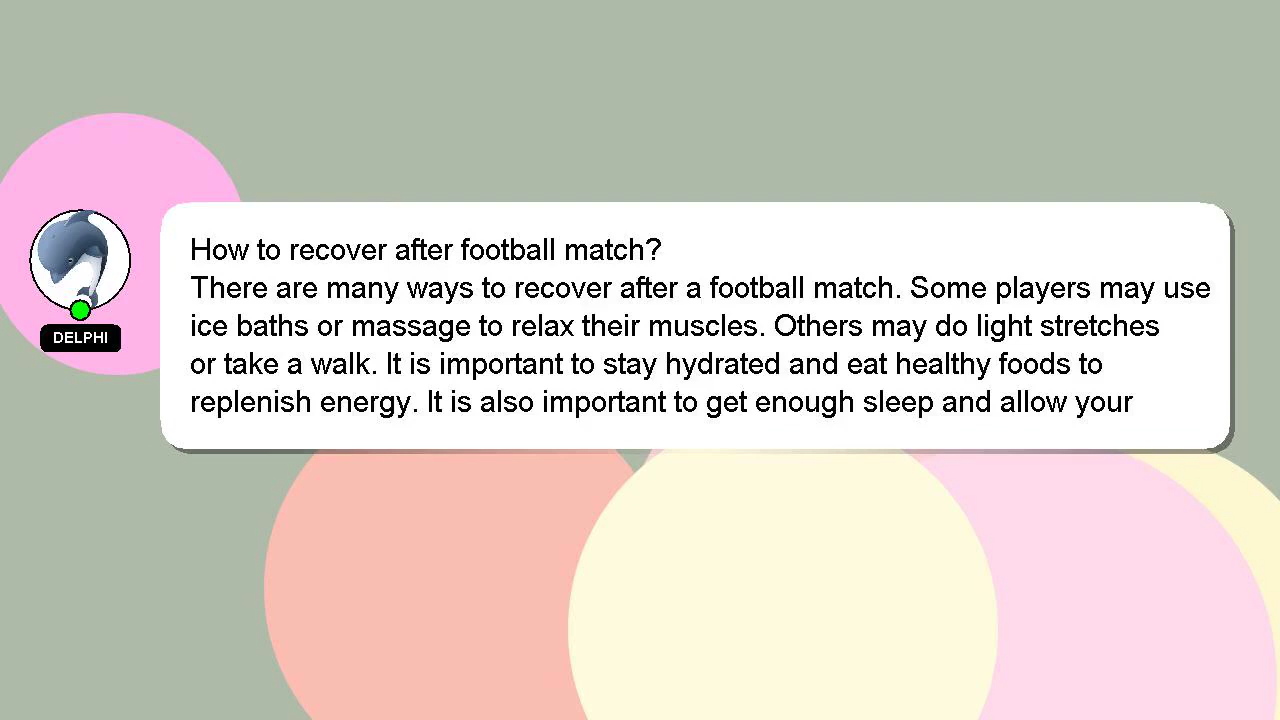 DELPHI
How to recover after football match?
There are many ways to recover after a football match. Some players may use
ice baths or massage to relax their muscles. Others may do light stretches
or take a walk. It is important to stay hydrated and eat healthy foods to
replenish energy. It is also important to get enough sleep and allow your